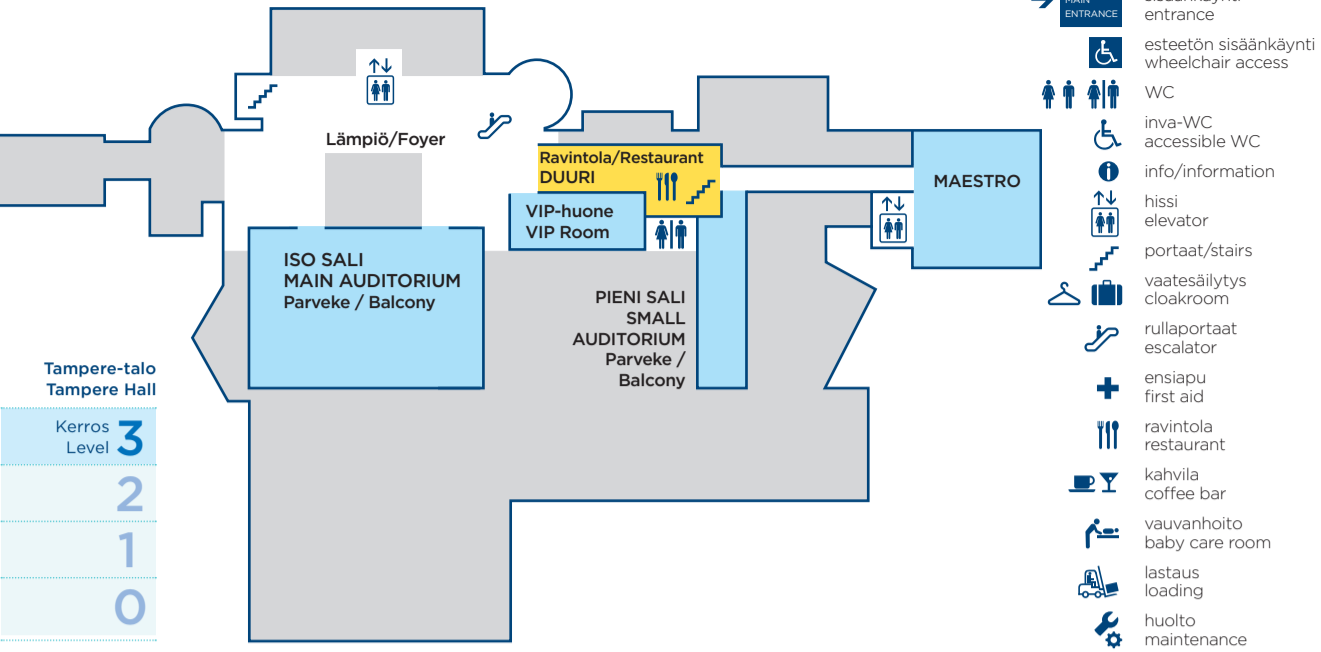 Lämpiö/Foyer
Ravintola/Restaurant
DUURI
VIP-huone
VIP Room
MAESTRO
ISO SALI
MAIN AUDITORIUM
Parveke / Balcony
PIENI SALI
SMALL
AUDITORIUM
Parveke /
Balcony
Tampere-talo
Tampere Hall
Kerros
Level 3
2
1
0
ENTRANCE
entrance
esteetön sisäänkäynti
wheelchair access
WC
inva-WC
accessible WC
info/information
hissi
elevator
portaat/stairs
vaatesäilytys
cloakroom
rullaportaat
escalator
ensiapu
first aid
ravintola
restaurant
kahvila
coffee bar
vauvanhoito
baby care room
lastaus
loading
huolto
maintenance